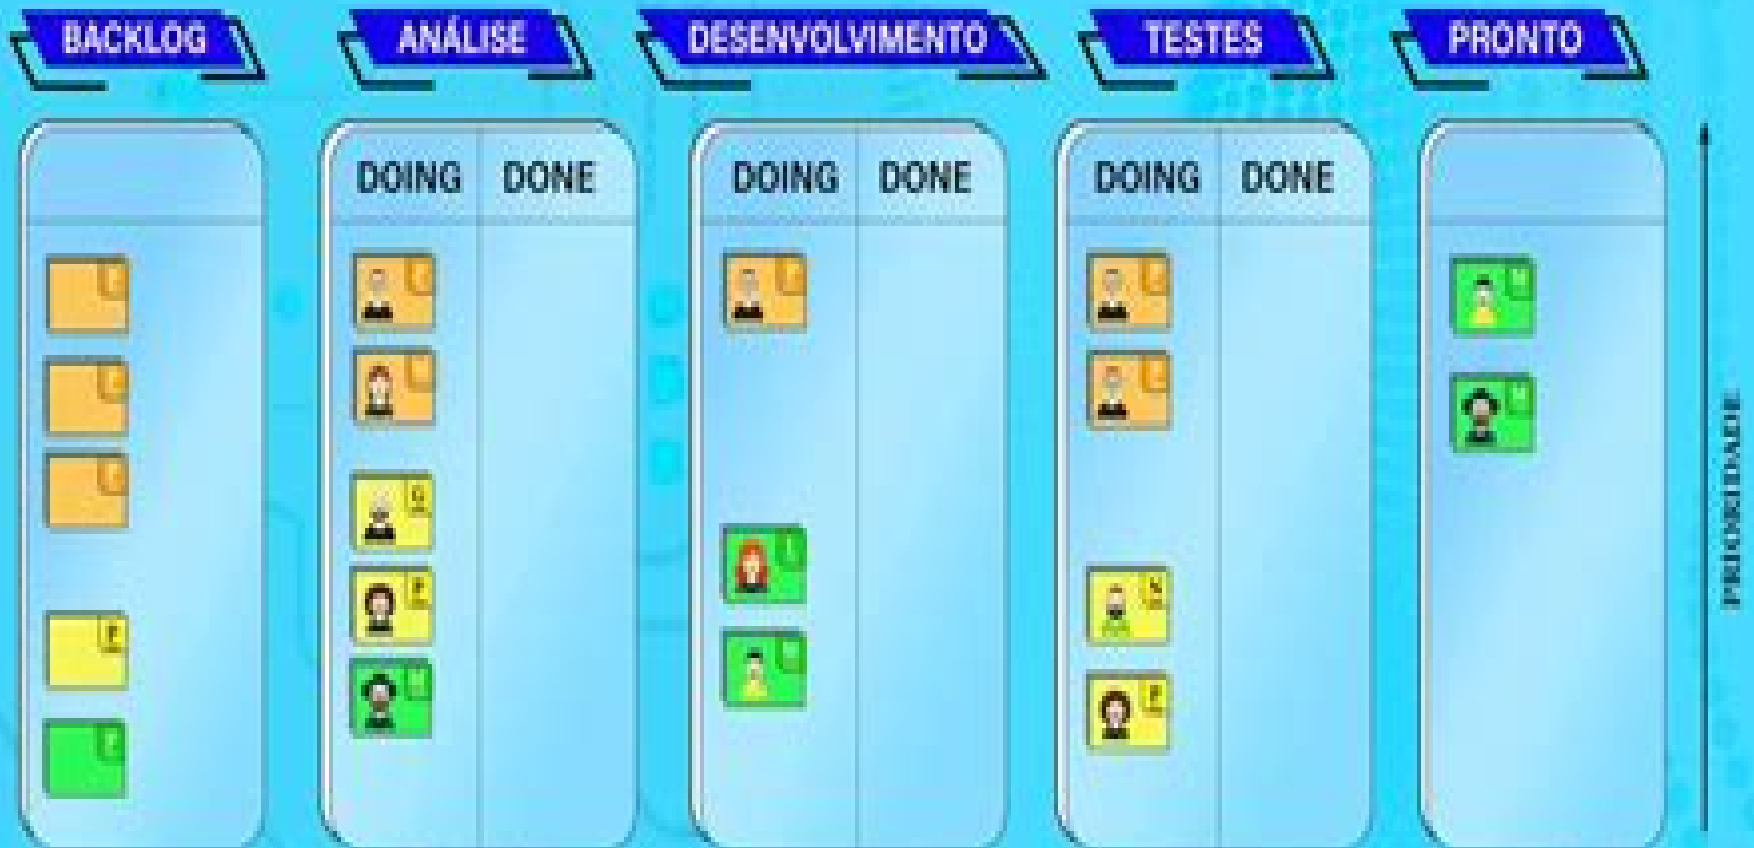 BACKLOG
ANÁLISE
DESENVOLVIMENTO
TESTES
PRONTO
DOING DONE
DOING DONE
DOING DONE
PRIORIDADE